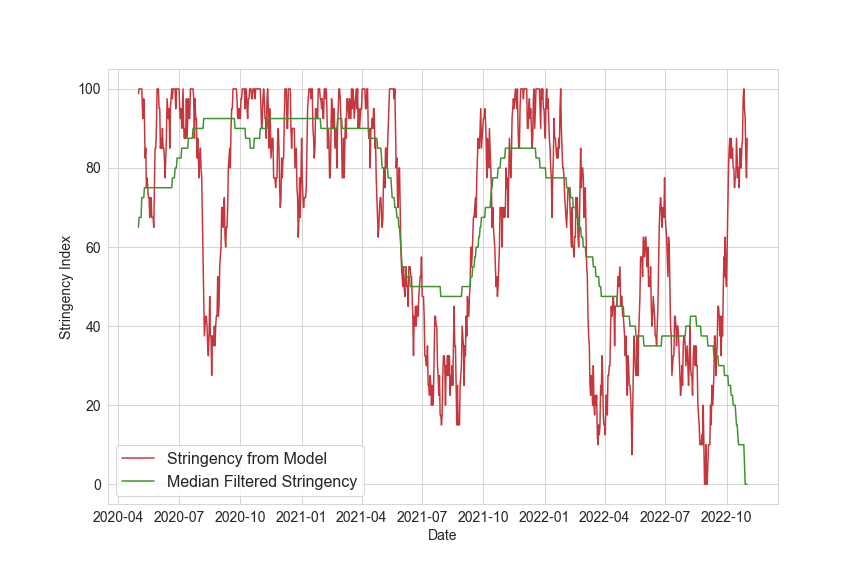 100
80
60
40
20
0
Stringency Index
Stringency from Model
Median Filtered Stringency
2020-04 2020-07 2020-10 2021-01 2021-04 2021-07 2021-10 2022-01 2022-04 2022-07 2022-10
Date